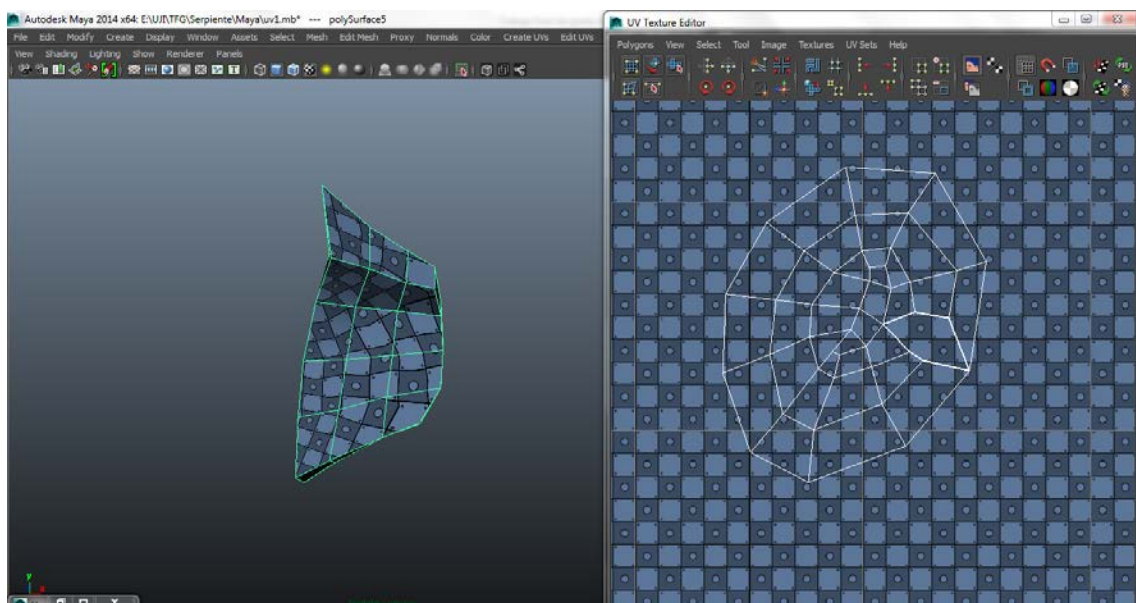 Autodesk Maya 2014 x64: E:\UJI\TFG\Serpiente\Maya\uv1.mb* --- polySurface5
File Edit Modify Create Display Window Assets Select Mesh Edit Mesh Proxy Normals Color Create UVs Edit UVs
View Shading Lighting Show Renderer Panels
y
x
UV Texture Editor
Polygons View Select Tool Image Textures UV Sets Help